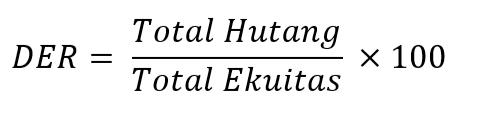 DER = Total Hutang / Total Ekuitas × 100